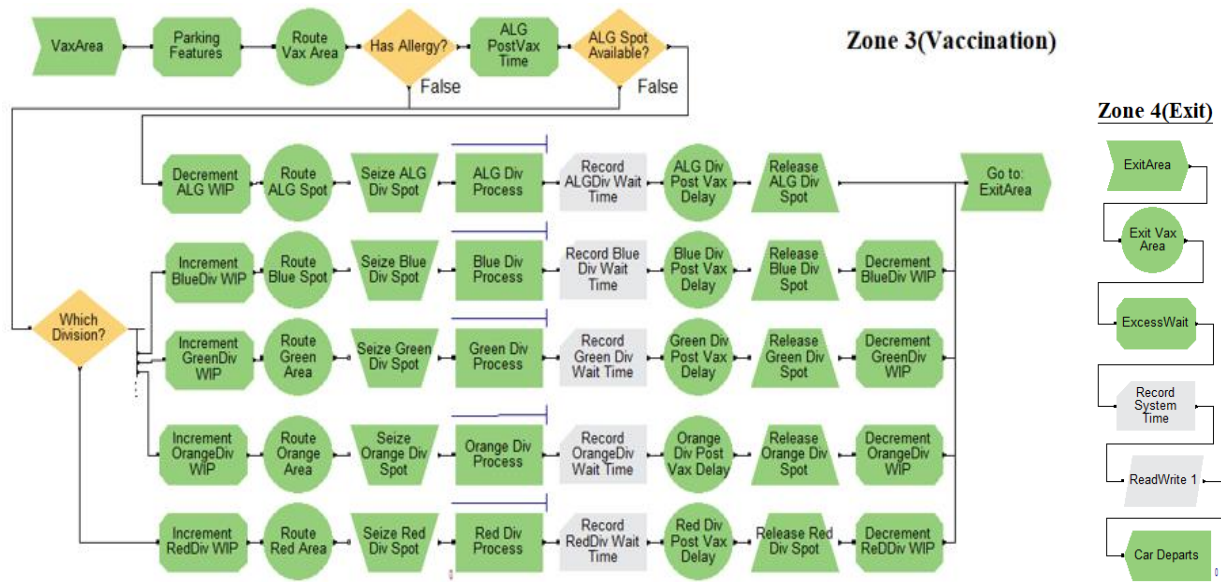 VaxArea
Parking
Features
Route
Vax Area
Has Allergy?
ALG
PostVax
Time
ALG Spot
Available?
Zone 3(Vaccination)
False
False
Decrement
ALG WIP
Route
ALG Spot
Seize ALG
Div Spot
ALG Div
Process
Record
ALGDiv Wait
Time
ALG Div
Post Vax
Delay
Release
ALG Div
Spot
Go to:
ExitArea
Increment
BlueDiv WIP
Route
Blue Spot
Seize Blue
Div Spot
Blue Div
Process
Record Blue
Div Wait
Time
Blue Div
Post Vax
Delay
Release
Blue Div
Spot
Decrement
BlueDiv WIP
Which
Division?
Increment
GreenDiv
WIP
Route
Green
Area
Seize Green
Div Spot
Green Div
Process
Record
Green Div
Wait Time
Green Div
Post Vax
Delay
Release
Green Div
Spot
Decrement
GreenDiv
WIP
Increment
OrangeDiv
WIP
Route
Orange
Area
Seize
Orange Div
Spot
Orange Div
Process
Record
OrangeDiv
Wait Time
Orange
Div Post
Vax Delay
Release
Orange Div
Spot
Decrement
OrangeDiv
WIP
Increment
RedDiv WIP
Route
Red Area
Seize Red
Div Spot
Red Div
Process
Record
RedDiv Wait
Time
Red Div
Post Vax
Delay
Release Red
Div Spot
Decrement
ReDDiv WIP
0
Zone 4(Exit)
ExitArea
Exit Vax
Area
ExcessWait
Record
System
Time
ReadWrite 1
Car Departs
0